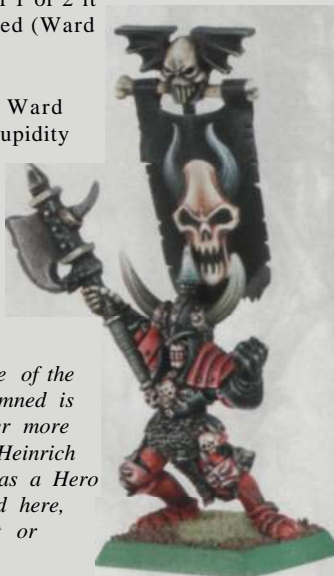 1 or 2 it
ed (Ward
Ward
upidity
e of the
mned is
r more
Heinrich
as a Hero
d here,
or